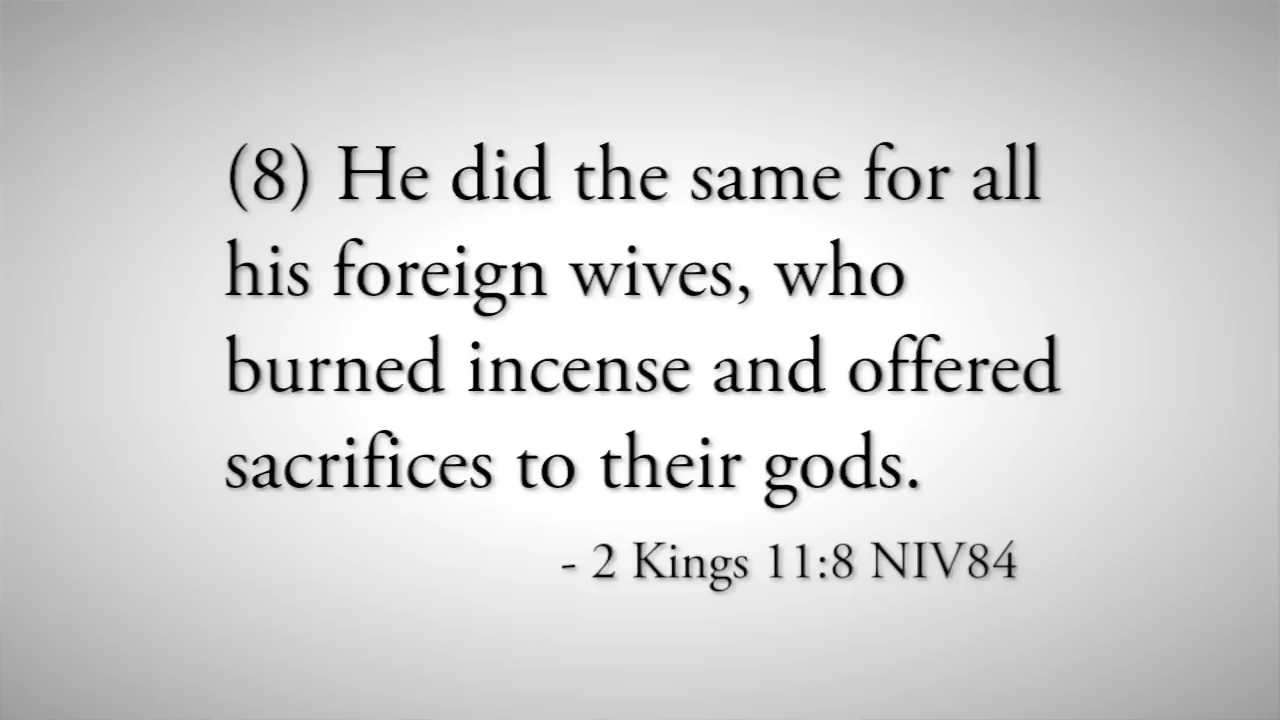 (8) He did the same for all
his foreign wives, who
burned incense and offered
sacrifices to their gods.
- 2 Kings 11:8 NIV84